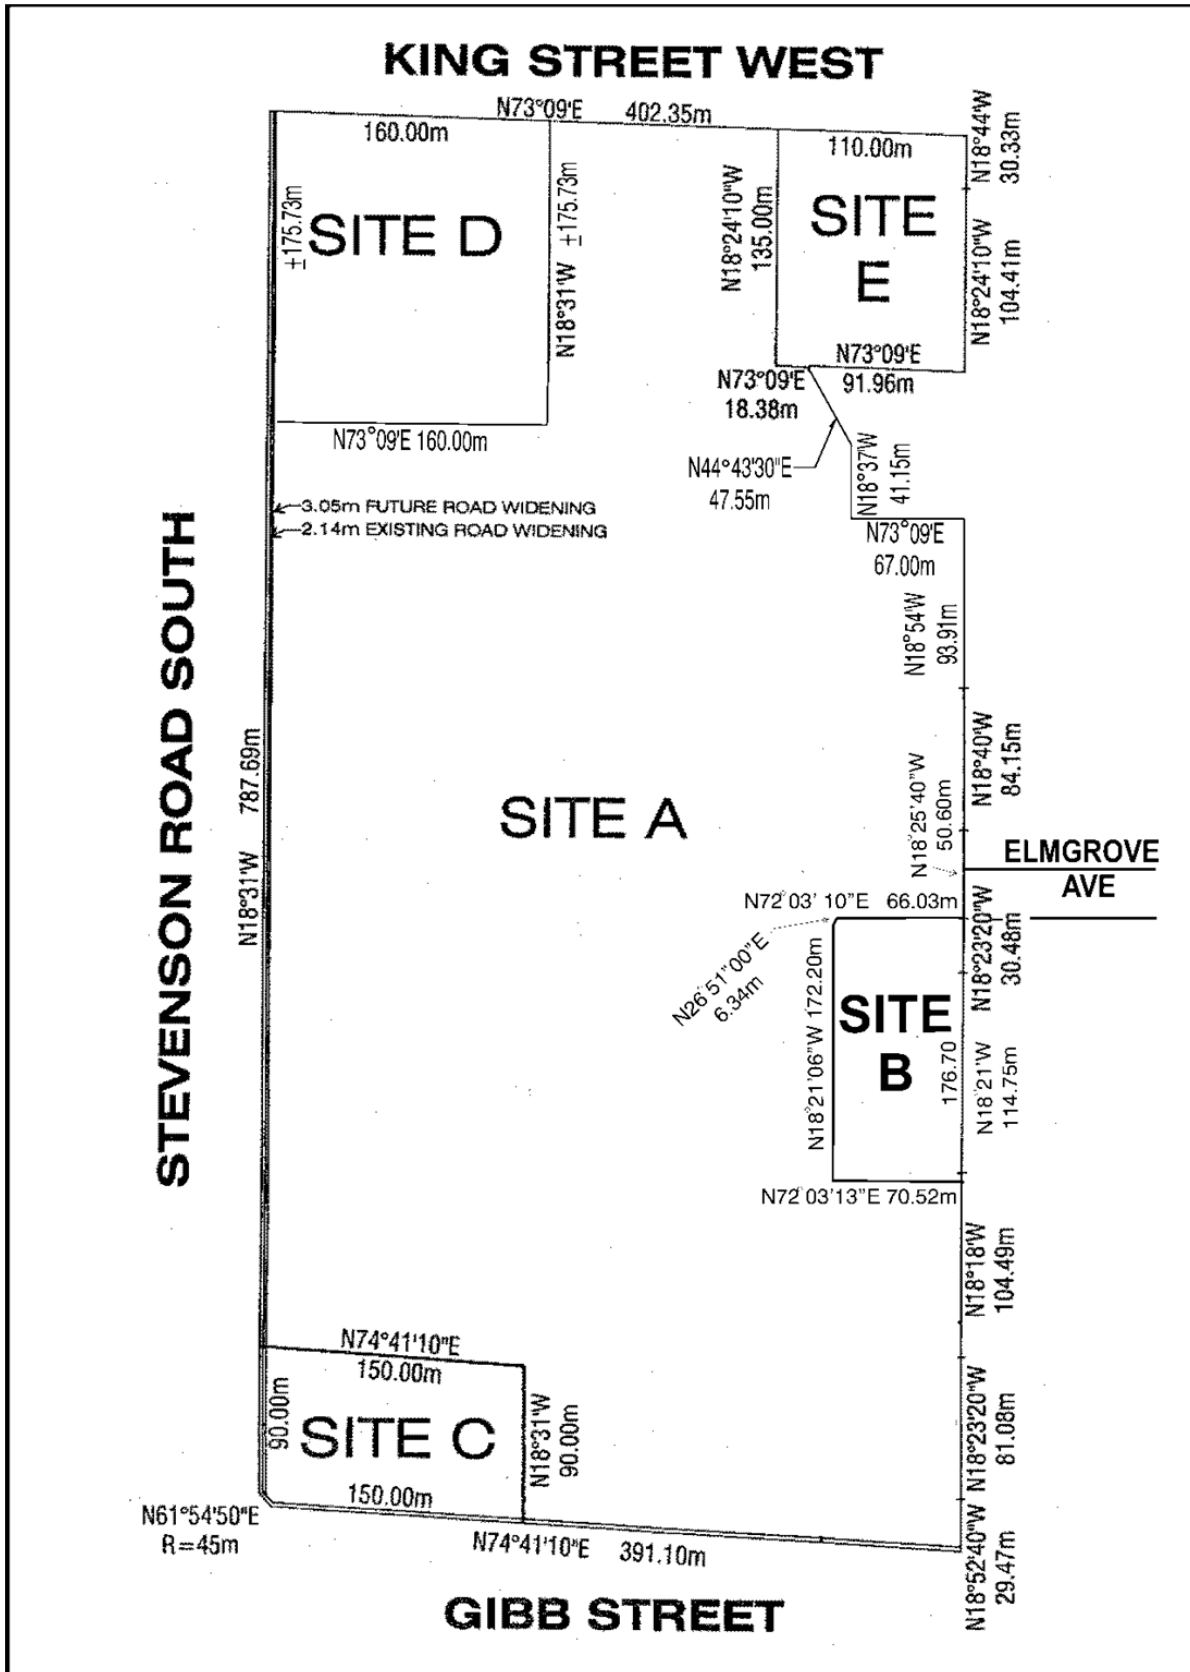 KING STREET WEST
N73°09'E 402.35m
160.00m
110.00m
N18°44'W
30.33m
±175.73m
SITE D
N18°31'W ±175.73m
N18°24'10"W
135.00m
SITE
E
N18°24'10"W
104.41m
N73°09'E
91.96m
N73°09'E
18.38m
N73°09'E 160.00m
N44°43'30"E
47.55m
N18°37'W
41.15m
3.05m FUTURE ROAD WIDENING
2.14m EXISTING ROAD WIDENING
N73°09'E
67.00m
N18°54'W
93.91m
STEVENSON ROAD SOUTH
N18°31'W 787.69m
SITE A
N18°40'W
84.15m
N18°25'40"W
50.60m
ELMGROVE
AVE
N72°03'10"E 66.03m
N26°51"00"E
6.34m
N18°23'20"W
30.48m
N18°21'06"W 172.20m
SITE
B
176.70
N18°21'W
114.75m
N72°03'13"E 70.52m
N18°18'W
104.49m
N74°41'10"E
150.00m
90.00m
SITE C
N18°31'W
90.00m
N18°23'20"W
81.08m
150.00m
N61°54'50"E
R=45m
N74°41'10"E 391.10m
N18°52'40"W
29.47m
GIBB STREET